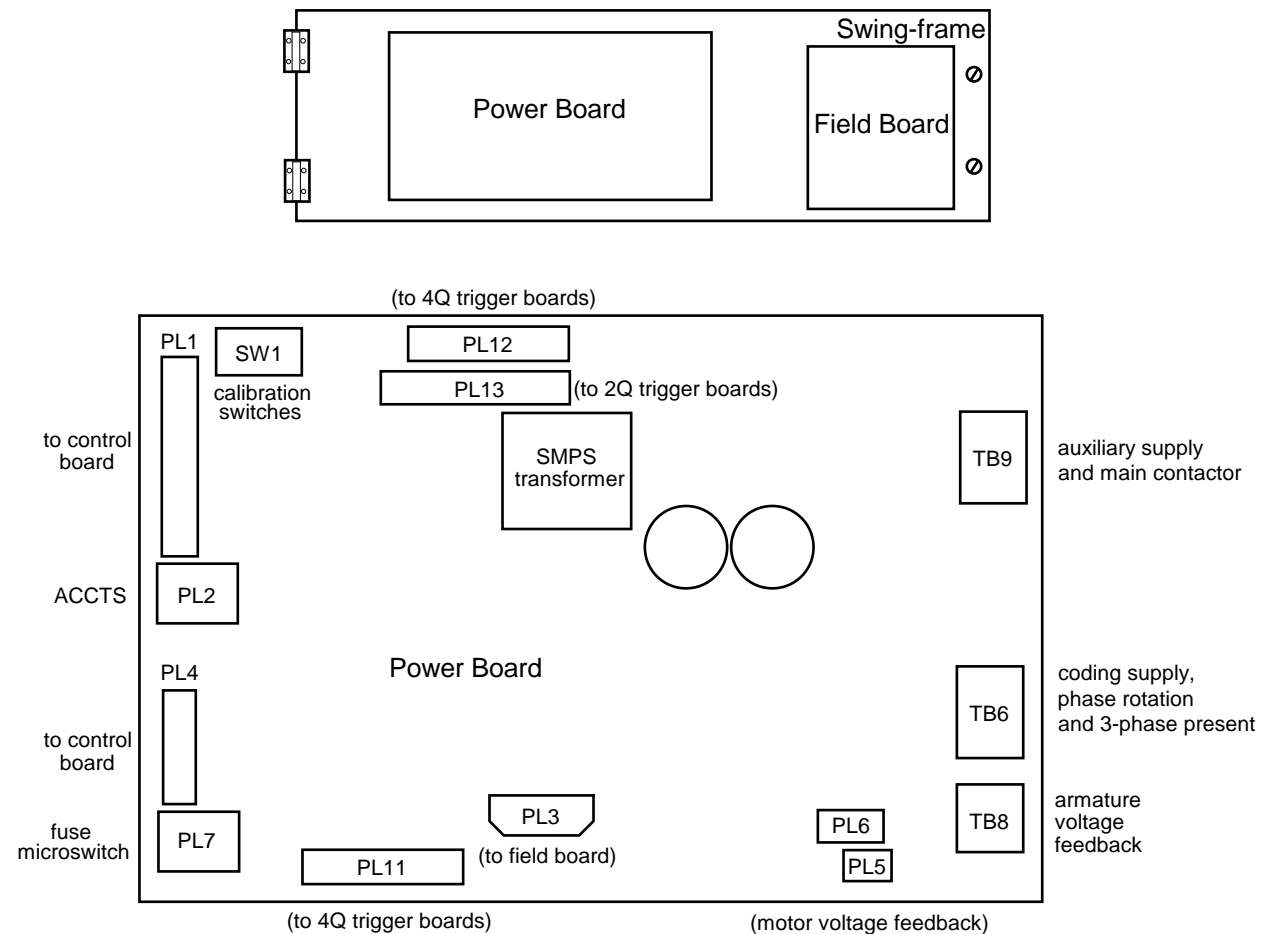 Swing-frame
Power Board
Field Board
(to 4Q trigger boards)
PL1
SW1
calibration
switches
PL12
PL13
(to 2Q trigger boards)
to control
board
SMPS
transformer
TB9
auxiliary supply
and main contactor
ACCTS
PL2
Power Board
PL4
to control
board
TB6
coding supply,
phase rotation
and 3-phase present
fuse
microswitch
PL7
PL3
(to field board)
PL11
(to 4Q trigger boards)
PL6
PL5
(motor voltage feedback)
TB8
armature
voltage
feedback